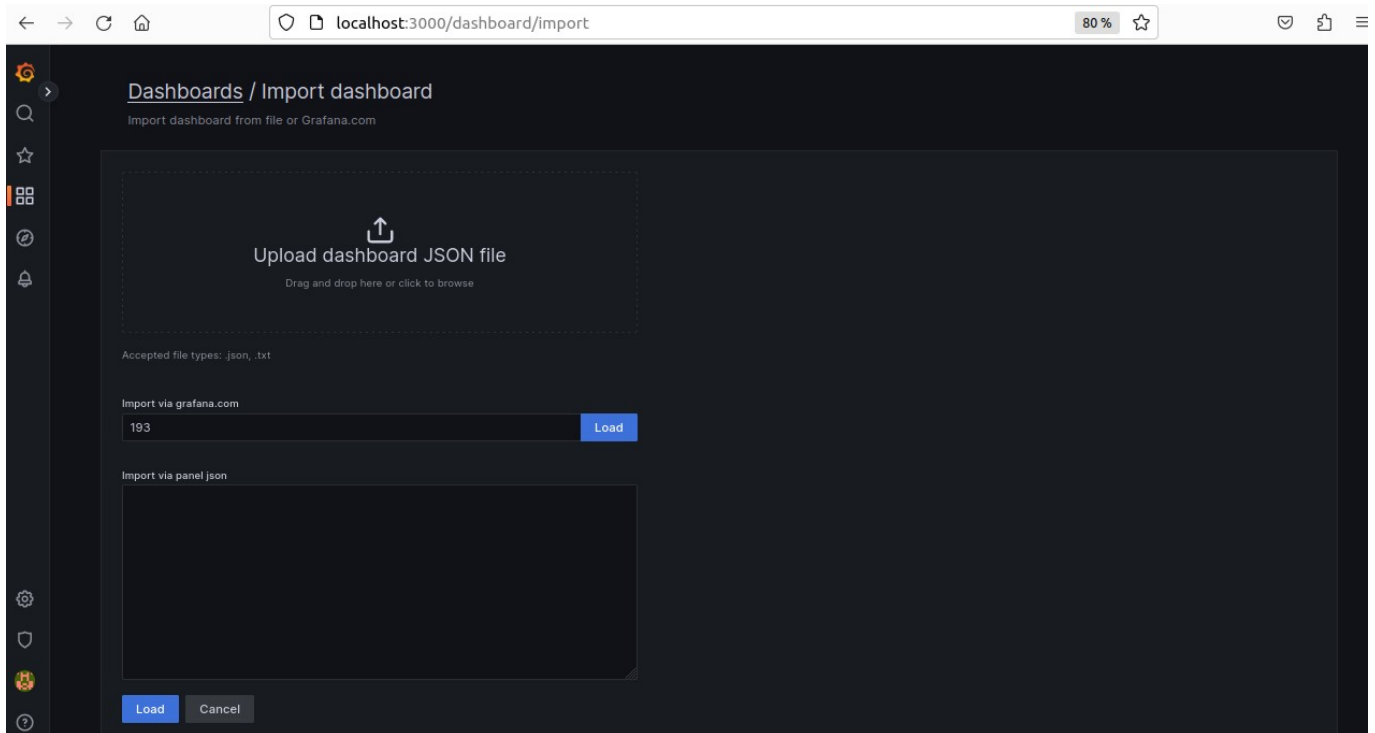 localhost:3000/dashboard/import
80 %
Dashboards / Import dashboard
Import dashboard from file or Grafana.com
Upload dashboard JSON file
Drag and drop here or click to browse
Accepted file types: .json, .txt
Import via grafana.com
193
Load
Import via panel json
Load
Cancel